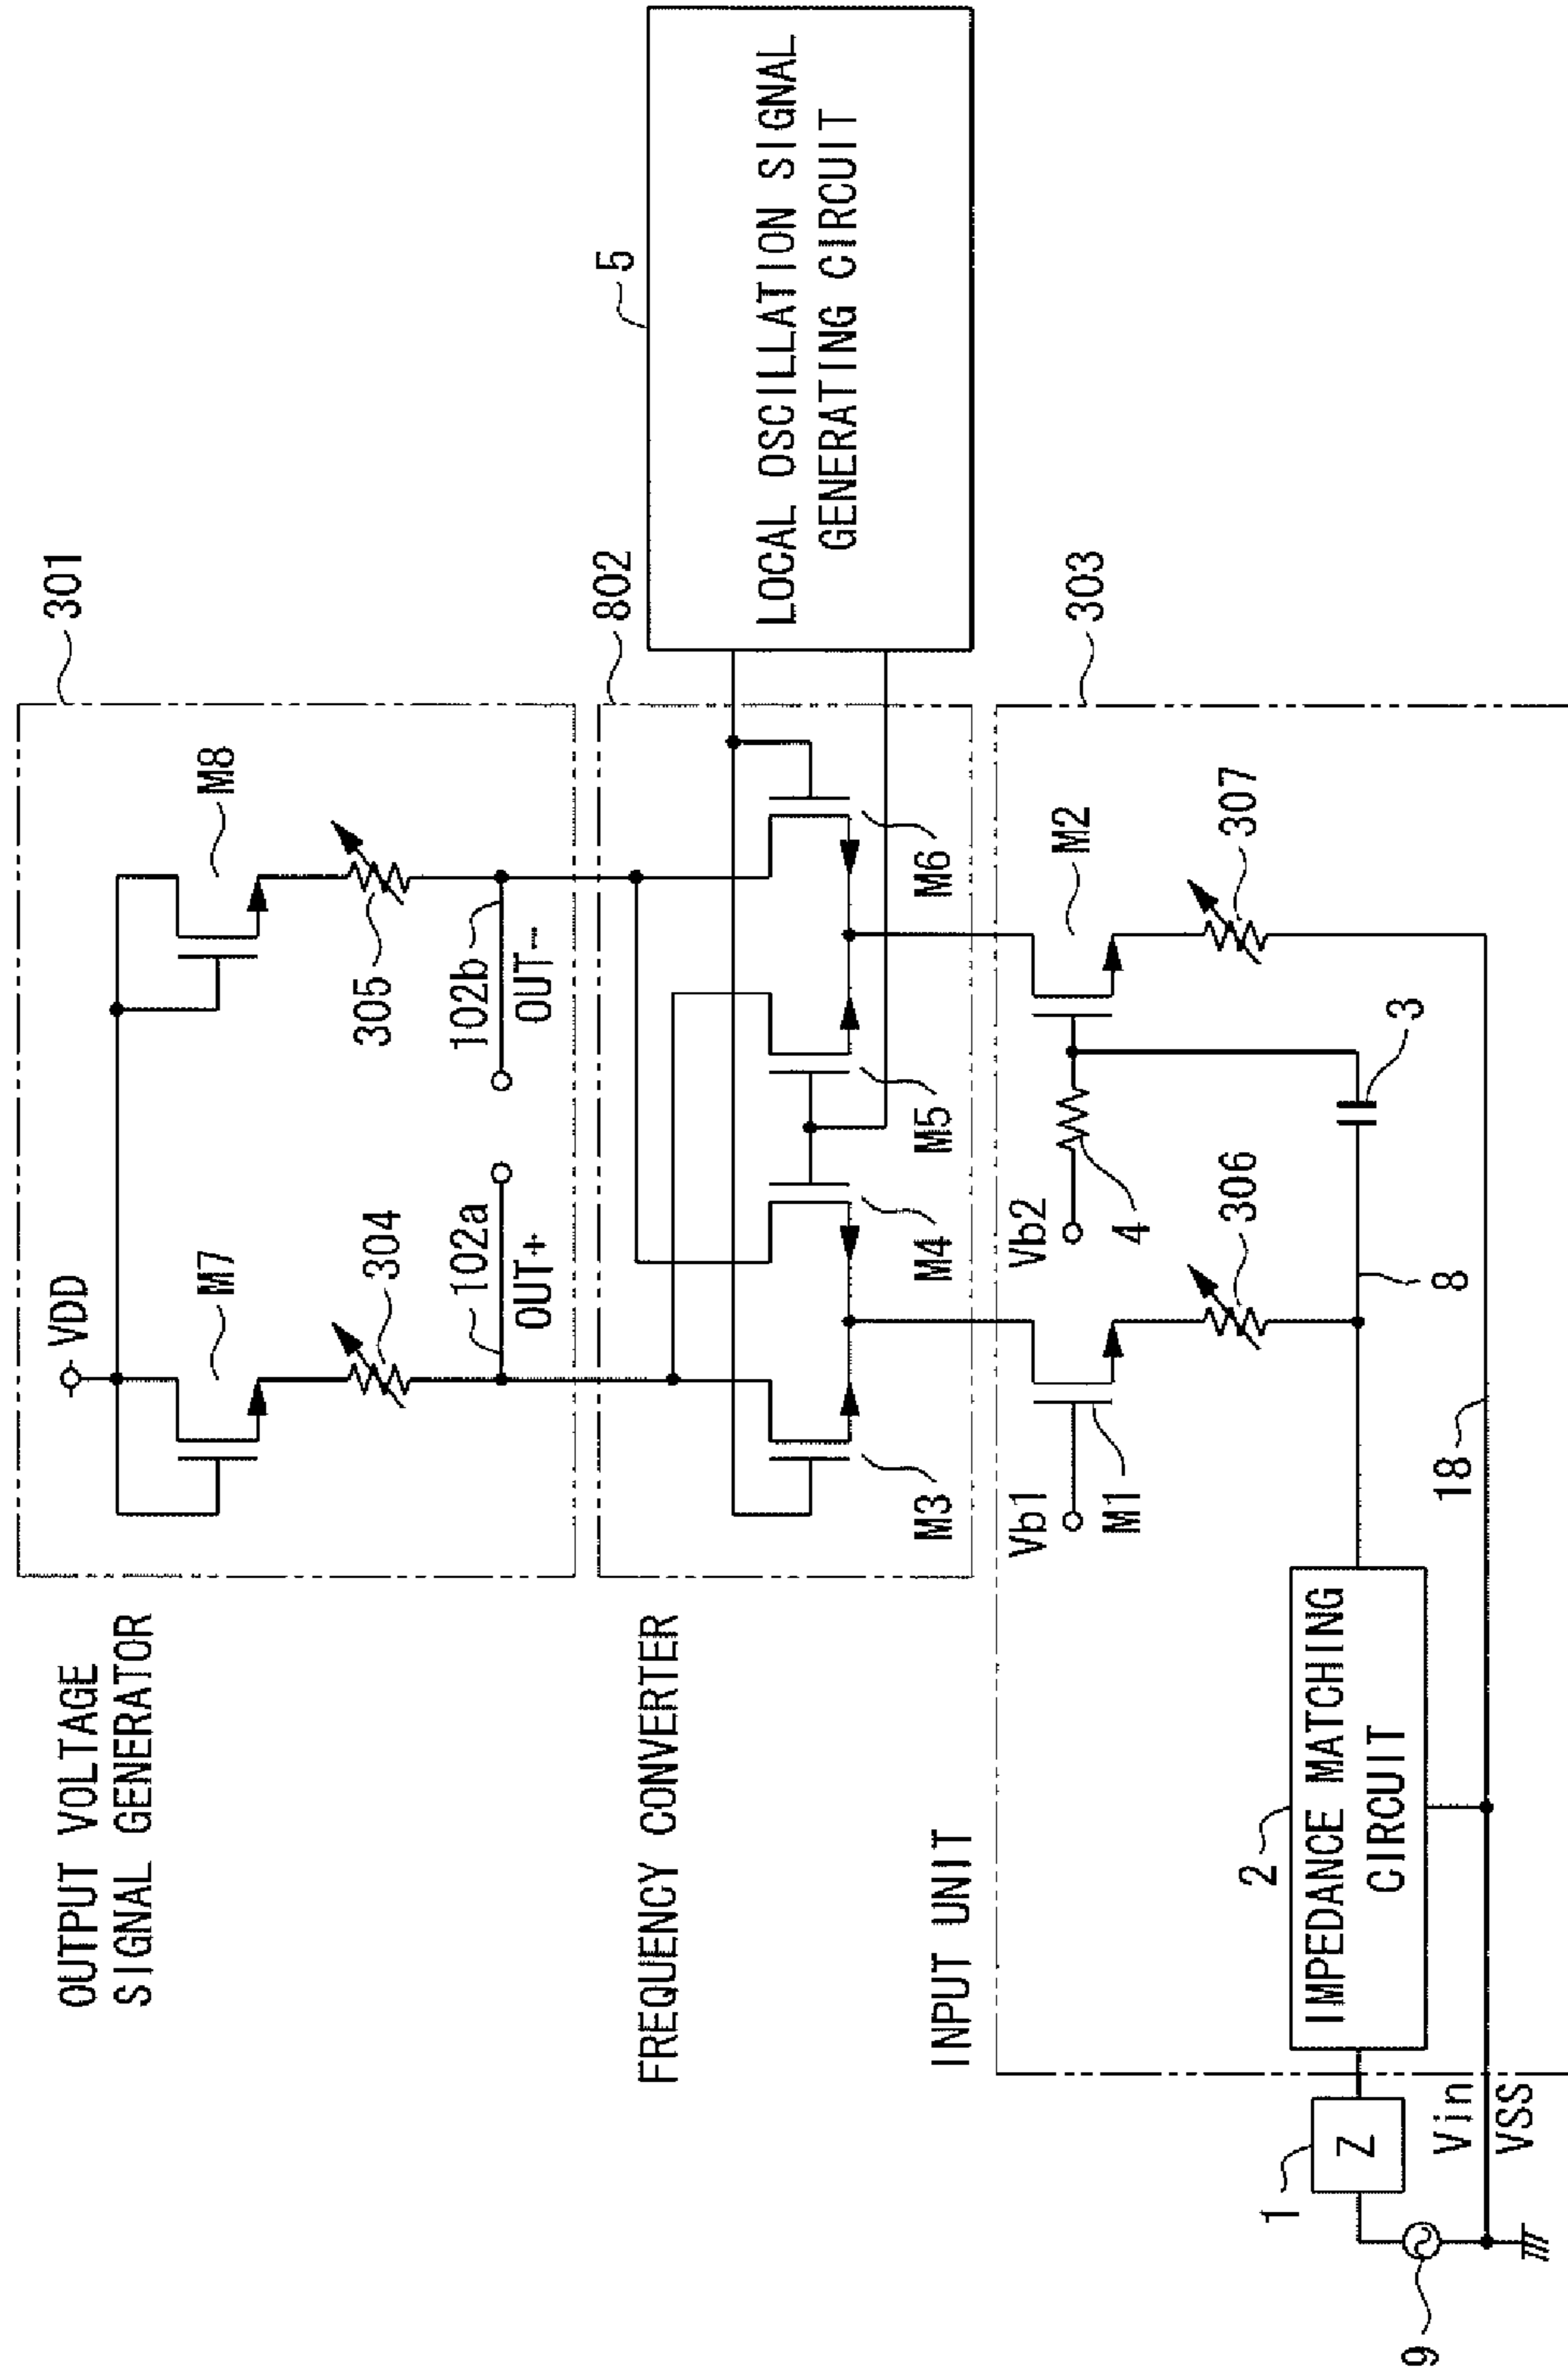 OUTPUT VOLTAGE
SIGNAL GENERATOR
VDD
M7
M8
301
304
305
102a
OUT+
102b
OUT-
FREQUENCY CONVERTER
802
M3
M4
M5
M6
5
LOCAL OSCILLATION SIGNAL
GENERATING CIRCUIT
INPUT UNIT
303
Vb1
M1
Vb2
4
M2
306
307
3
8
18
2
IMPEDANCE MATCHING
CIRCUIT
1
Z
Vin
VSS
9